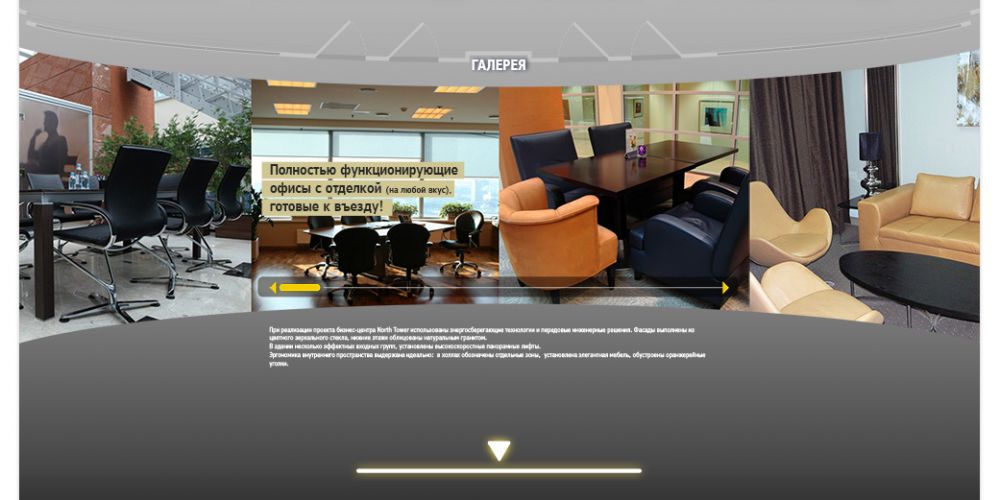 ГАЛЕРЕЯ
Полностью функционирующие
офисы с отделкой (на любой вкус),
готовые к въезду!
При реализации проекта бизнес-центра North Tower использованы энергосберегающие технологии и передовые инженерные решения. Фасады выполнены из
цветного зеркального стекла, нижние этажи облицованы натуральным гранитом.
В здании несколько эффектных входных групп, установлены высокоскоростные панорамные лифты.
Эргономика внутреннего пространства выдержана идеально: в холлах обозначены отдельные зоны, установлена элегантная мебель, обустроены оранжерейные
уголки.